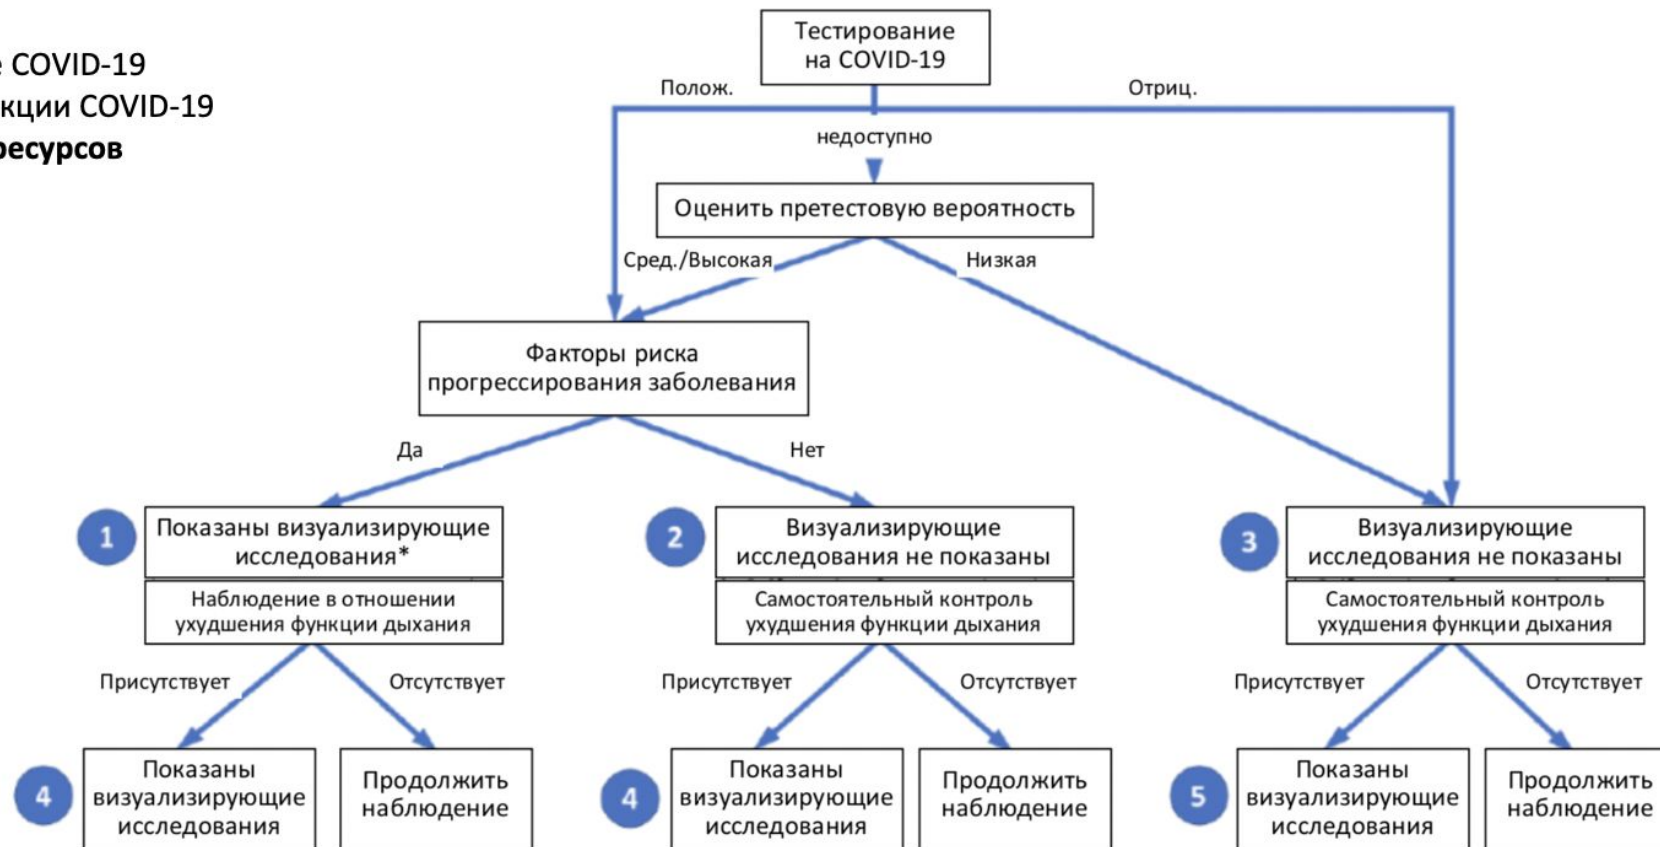 е COVID-19
кции COVID-19
ресурсов
Тестирование
на COVID-19
Полож.
Отриц.
недоступно
Оценить претестовую вероятность
Сред./Высокая
Низкая
Факторы риска
прогрессирования заболевания
Да
Нет
1
Показаны визуализирующие
исследования*
Наблюдение в отношении
ухудшения функции дыхания
2
Визуализирующие
исследования не показаны
Самостоятельный контроль
ухудшения функции дыхания
3
Визуализирующие
исследования не показаны
Самостоятельный контроль
ухудшения функции дыхания
Присутствует
Отсутствует
Присутствует
Отсутствует
Присутствует
Отсутствует
4
Показаны
визуализирующие
исследования
Продолжить
наблюдение
4
Показаны
визуализирующие
исследования
Продолжить
наблюдение
5
Показаны
визуализирующие
исследования
Продолжить
наблюдение